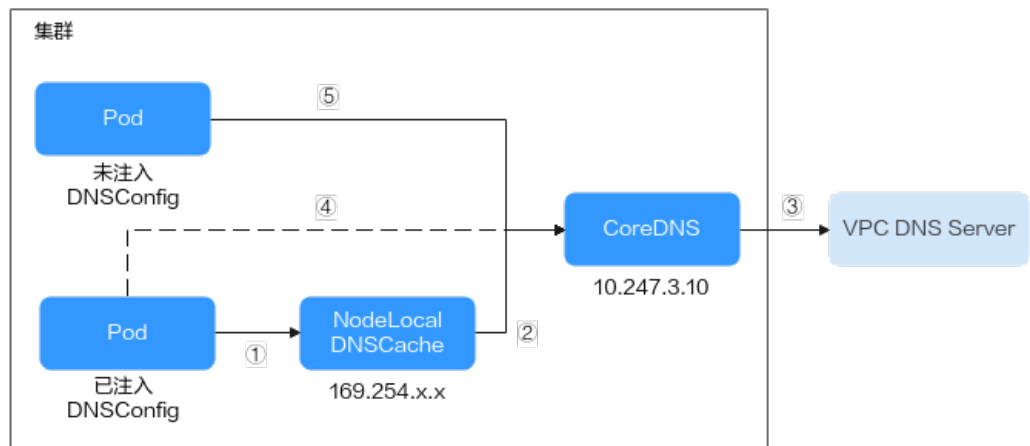 集群
⑤
Pod
未注入
DNSConfig
④
③
CoreDNS
VPC DNS Server
10.247.3.10
Pod
NodeLocal
DNSCache
①
②
已注入
DNSConfig
169.254.x.x